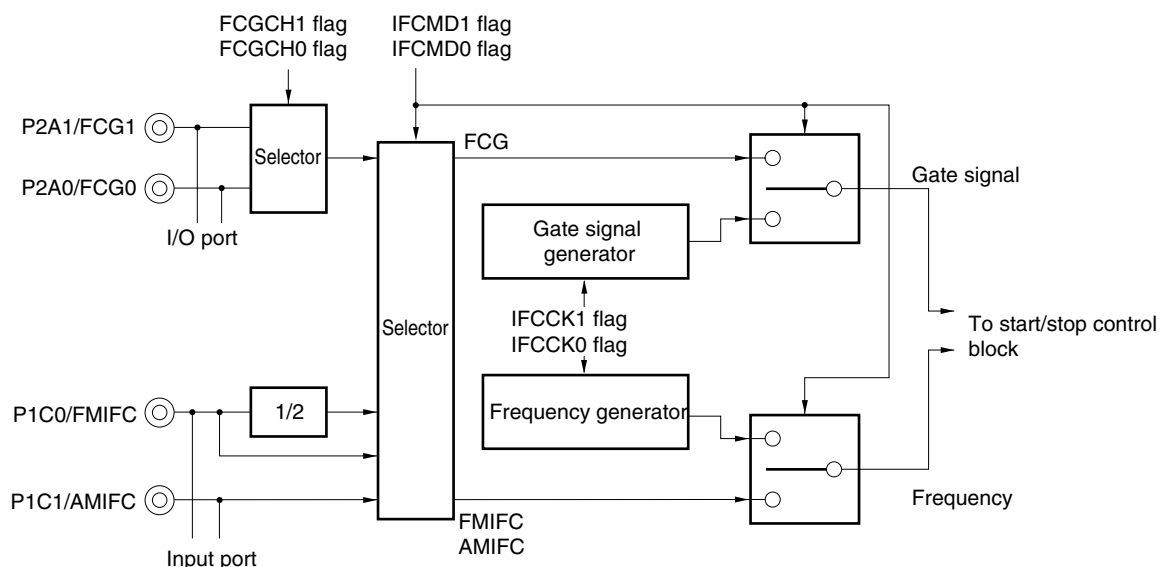 FCGCH1 flag
FCGCH0 flag
IFCMD1 flag
IFCMD0 flag
P2A1/FCG1
P2A0/FCG0
Selector
I/O port
FCG
Gate signal
Gate signal
generator
Selector
IFCCK1 flag
IFCCK0 flag
To start/stop control
block
P1C0/FMIFC
1/2
Frequency generator
P1C1/AMIFC
Frequency
FMIFC
AMIFC
Input port